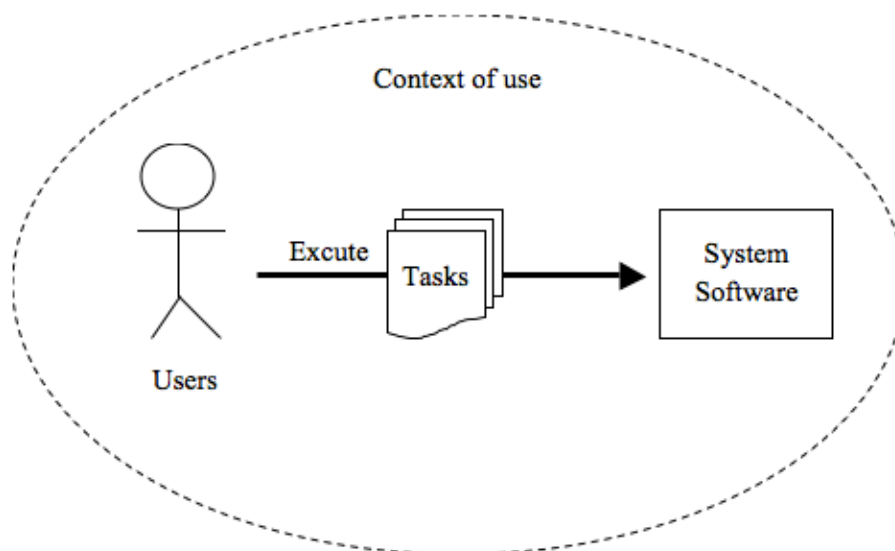 Context of use
Excute
Tasks
System
Software
Users